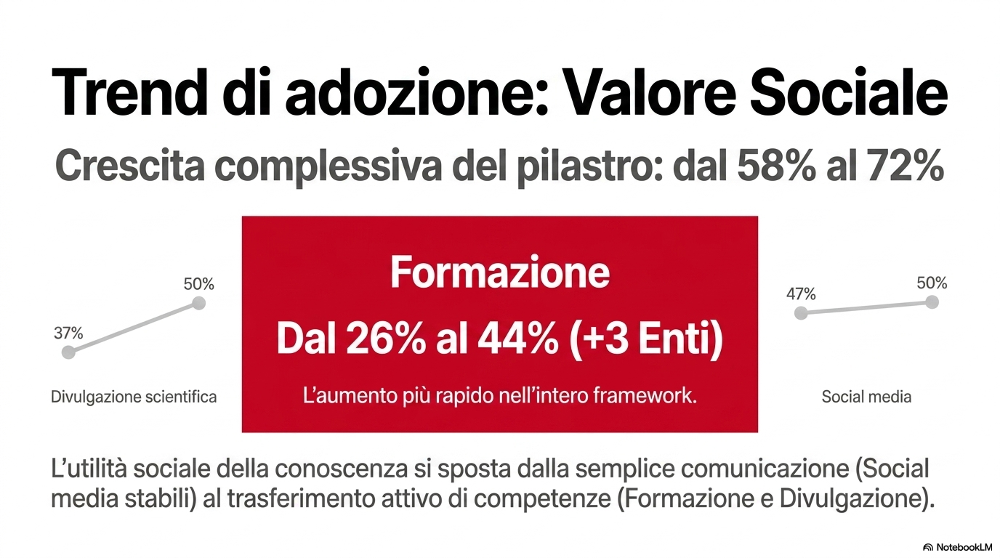 Trend di adozione: Valore Sociale
Crescita complessiva del pilastro: dal 58% al 72%
37%
50%
Divulgazione scientifica
Formazione
Dal 26% al 44% (+3 Enti)
L’aumento più rapido nell’intero framework.
47%
50%
Social media
L’utilità sociale della conoscenza si sposta dalla semplice comunicazione (Social
media stabili) al trasferimento attivo di competenze (Formazione e Divulgazione).
NotebookLM